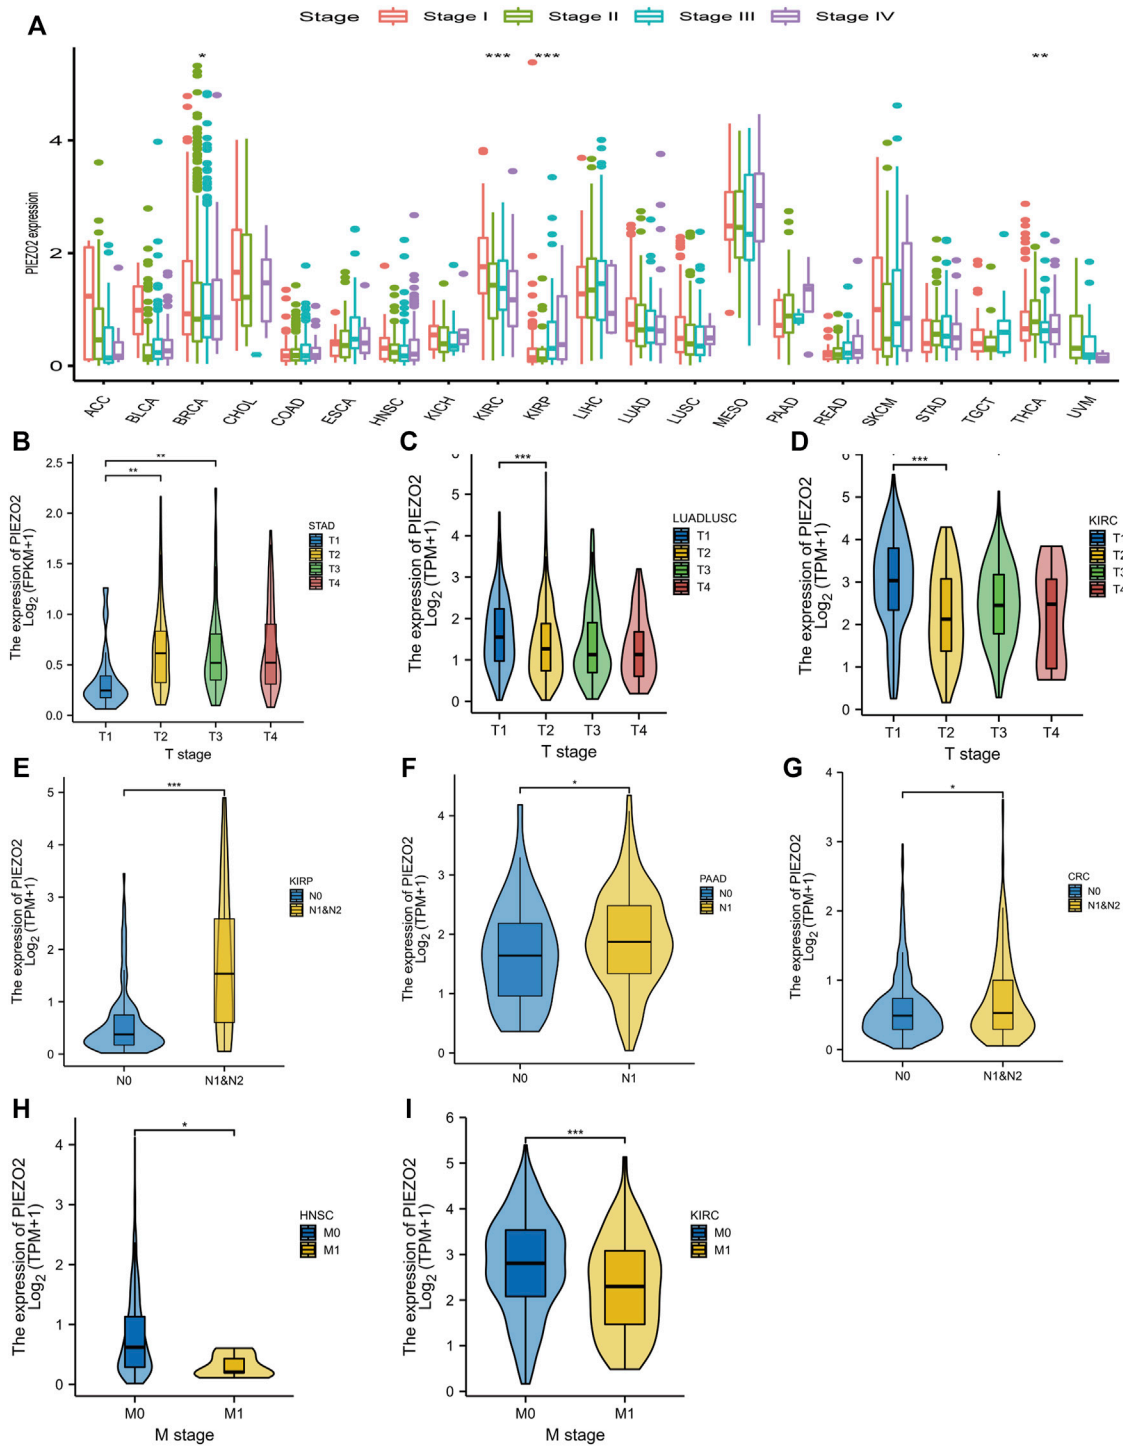 A
Stage Stage I Stage II Stage III Stage IV
* *** *** **
PIEZO2 expression
4
2
0
ACC BLCA BRCA CHOL COAD ESCA HNSC KICH KIRC KIRP LIHC LUAD LUSC MESO PAAD READ SKCM STAD TGCT THCA UVM
B
The expression of PIEZO2
Log2 (FPKM+1)
2.5
2.0
1.5
1.0
0.5
0.0
**
**
STAD
T1
T2
T3
T4
T1 T2 T3 T4
T stage
C
The expression of PIEZO2
Log2 (TPM+1)
5
4
3
2
1
0
***
LUADLUSC
T1
T2
T3
T4
T1 T2 T3 T4
T stage
D
The expression of PIEZO2
Log2 (TPM+1)
6
5
4
3
2
1
0
***
KIRC
T1
T2
T3
T4
T1 T2 T3 T4
T stage
E
The expression of PIEZO2
Log2 (TPM+1)
5
4
3
2
1
0
***
KIRP
N0
N1&N2
N0 N1&N2
F
The expression of PIEZO2
Log2 (TPM+1)
4
3
2
1
0
*
PAAD
N0
N1
N0 N1
G
The expression of PIEZO2
Log2 (TPM+1)
4
3
2
1
0
*
CRC
N0
N1&N2
N0 N1&N2
H
The expression of PIEZO2
Log2 (TPM+1)
4
3
2
1
0
*
HNSC
M0
M1
M0 M1
M stage
I
The expression of PIEZO2
Log2 (TPM+1)
6
5
4
3
2
1
0
***
KIRC
M0
M1
M0 M1
M stage